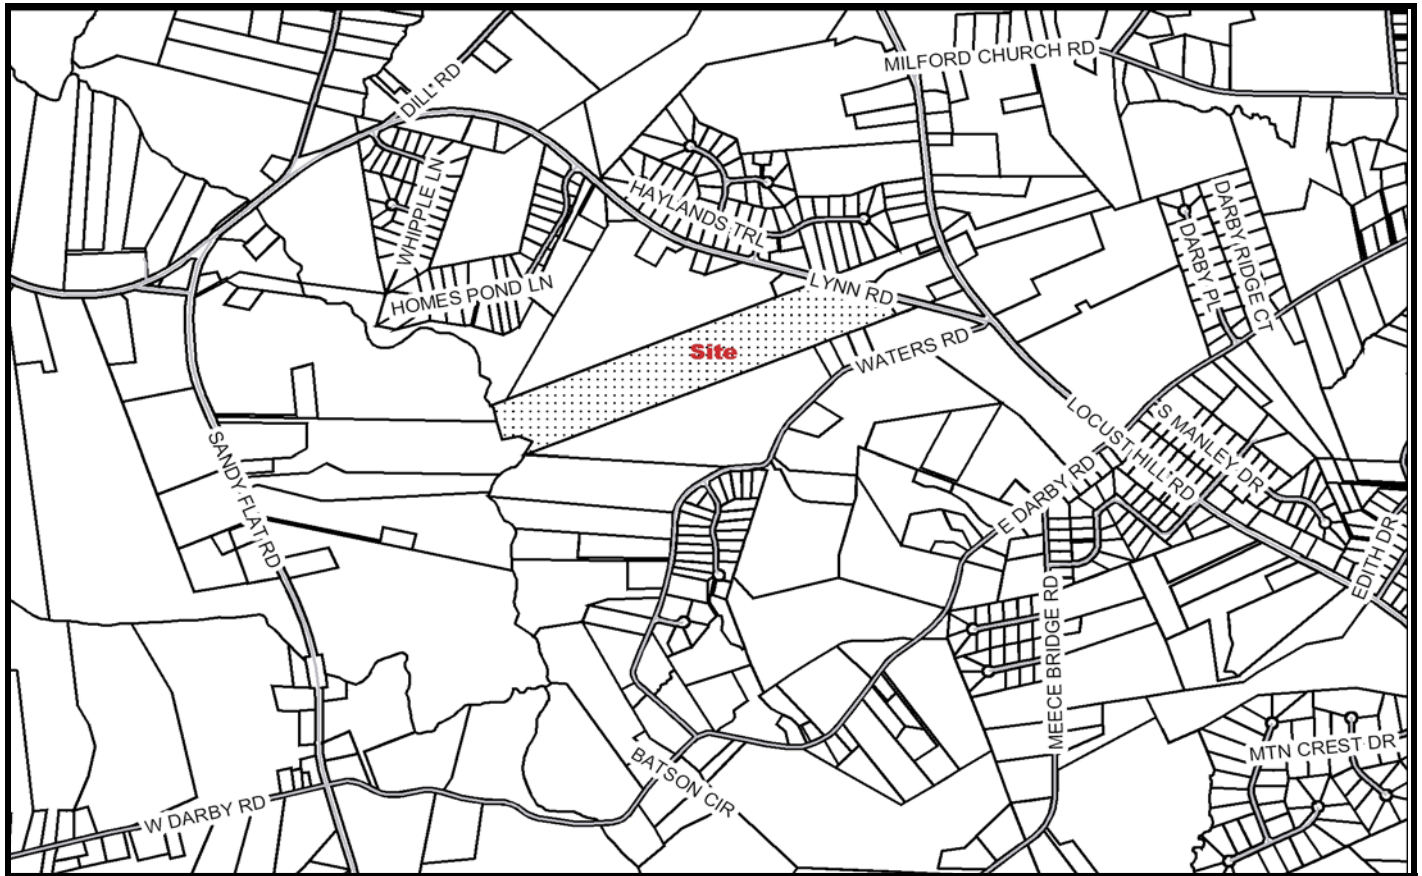 MILFORD CHURCH RD
DILL RD
WHIPPLE LN
HAYLANDS TRL
DARBY RIDGE CT
DARBY PL
HOMES POND LN
LYNN RD
Site
WATERS RD
LOCUST HILL RD
S MANLEY DR
SANDY FLAT RD
E DARBY RD
EDITH DR
MEECE BRIDGE RD
MTN CREST DR
BATSON CIR
W DARBY RD